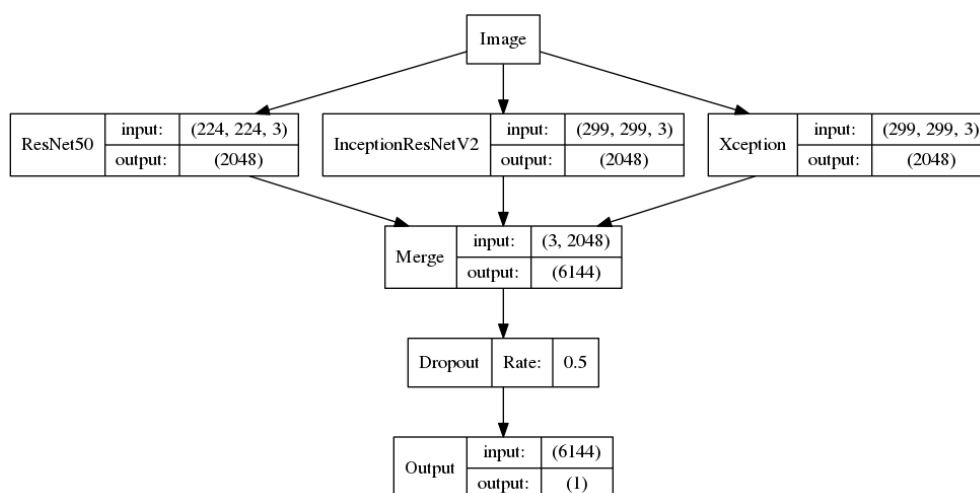 Image
ResNet50 input: (224, 224, 3)
output: (2048)
InceptionResNetV2 input: (299, 299, 3)
output: (2048)
Xception input: (299, 299, 3)
output: (2048)
Merge input: (3, 2048)
output: (6144)
Dropout Rate: 0.5
Output input: (6144)
output: (1)